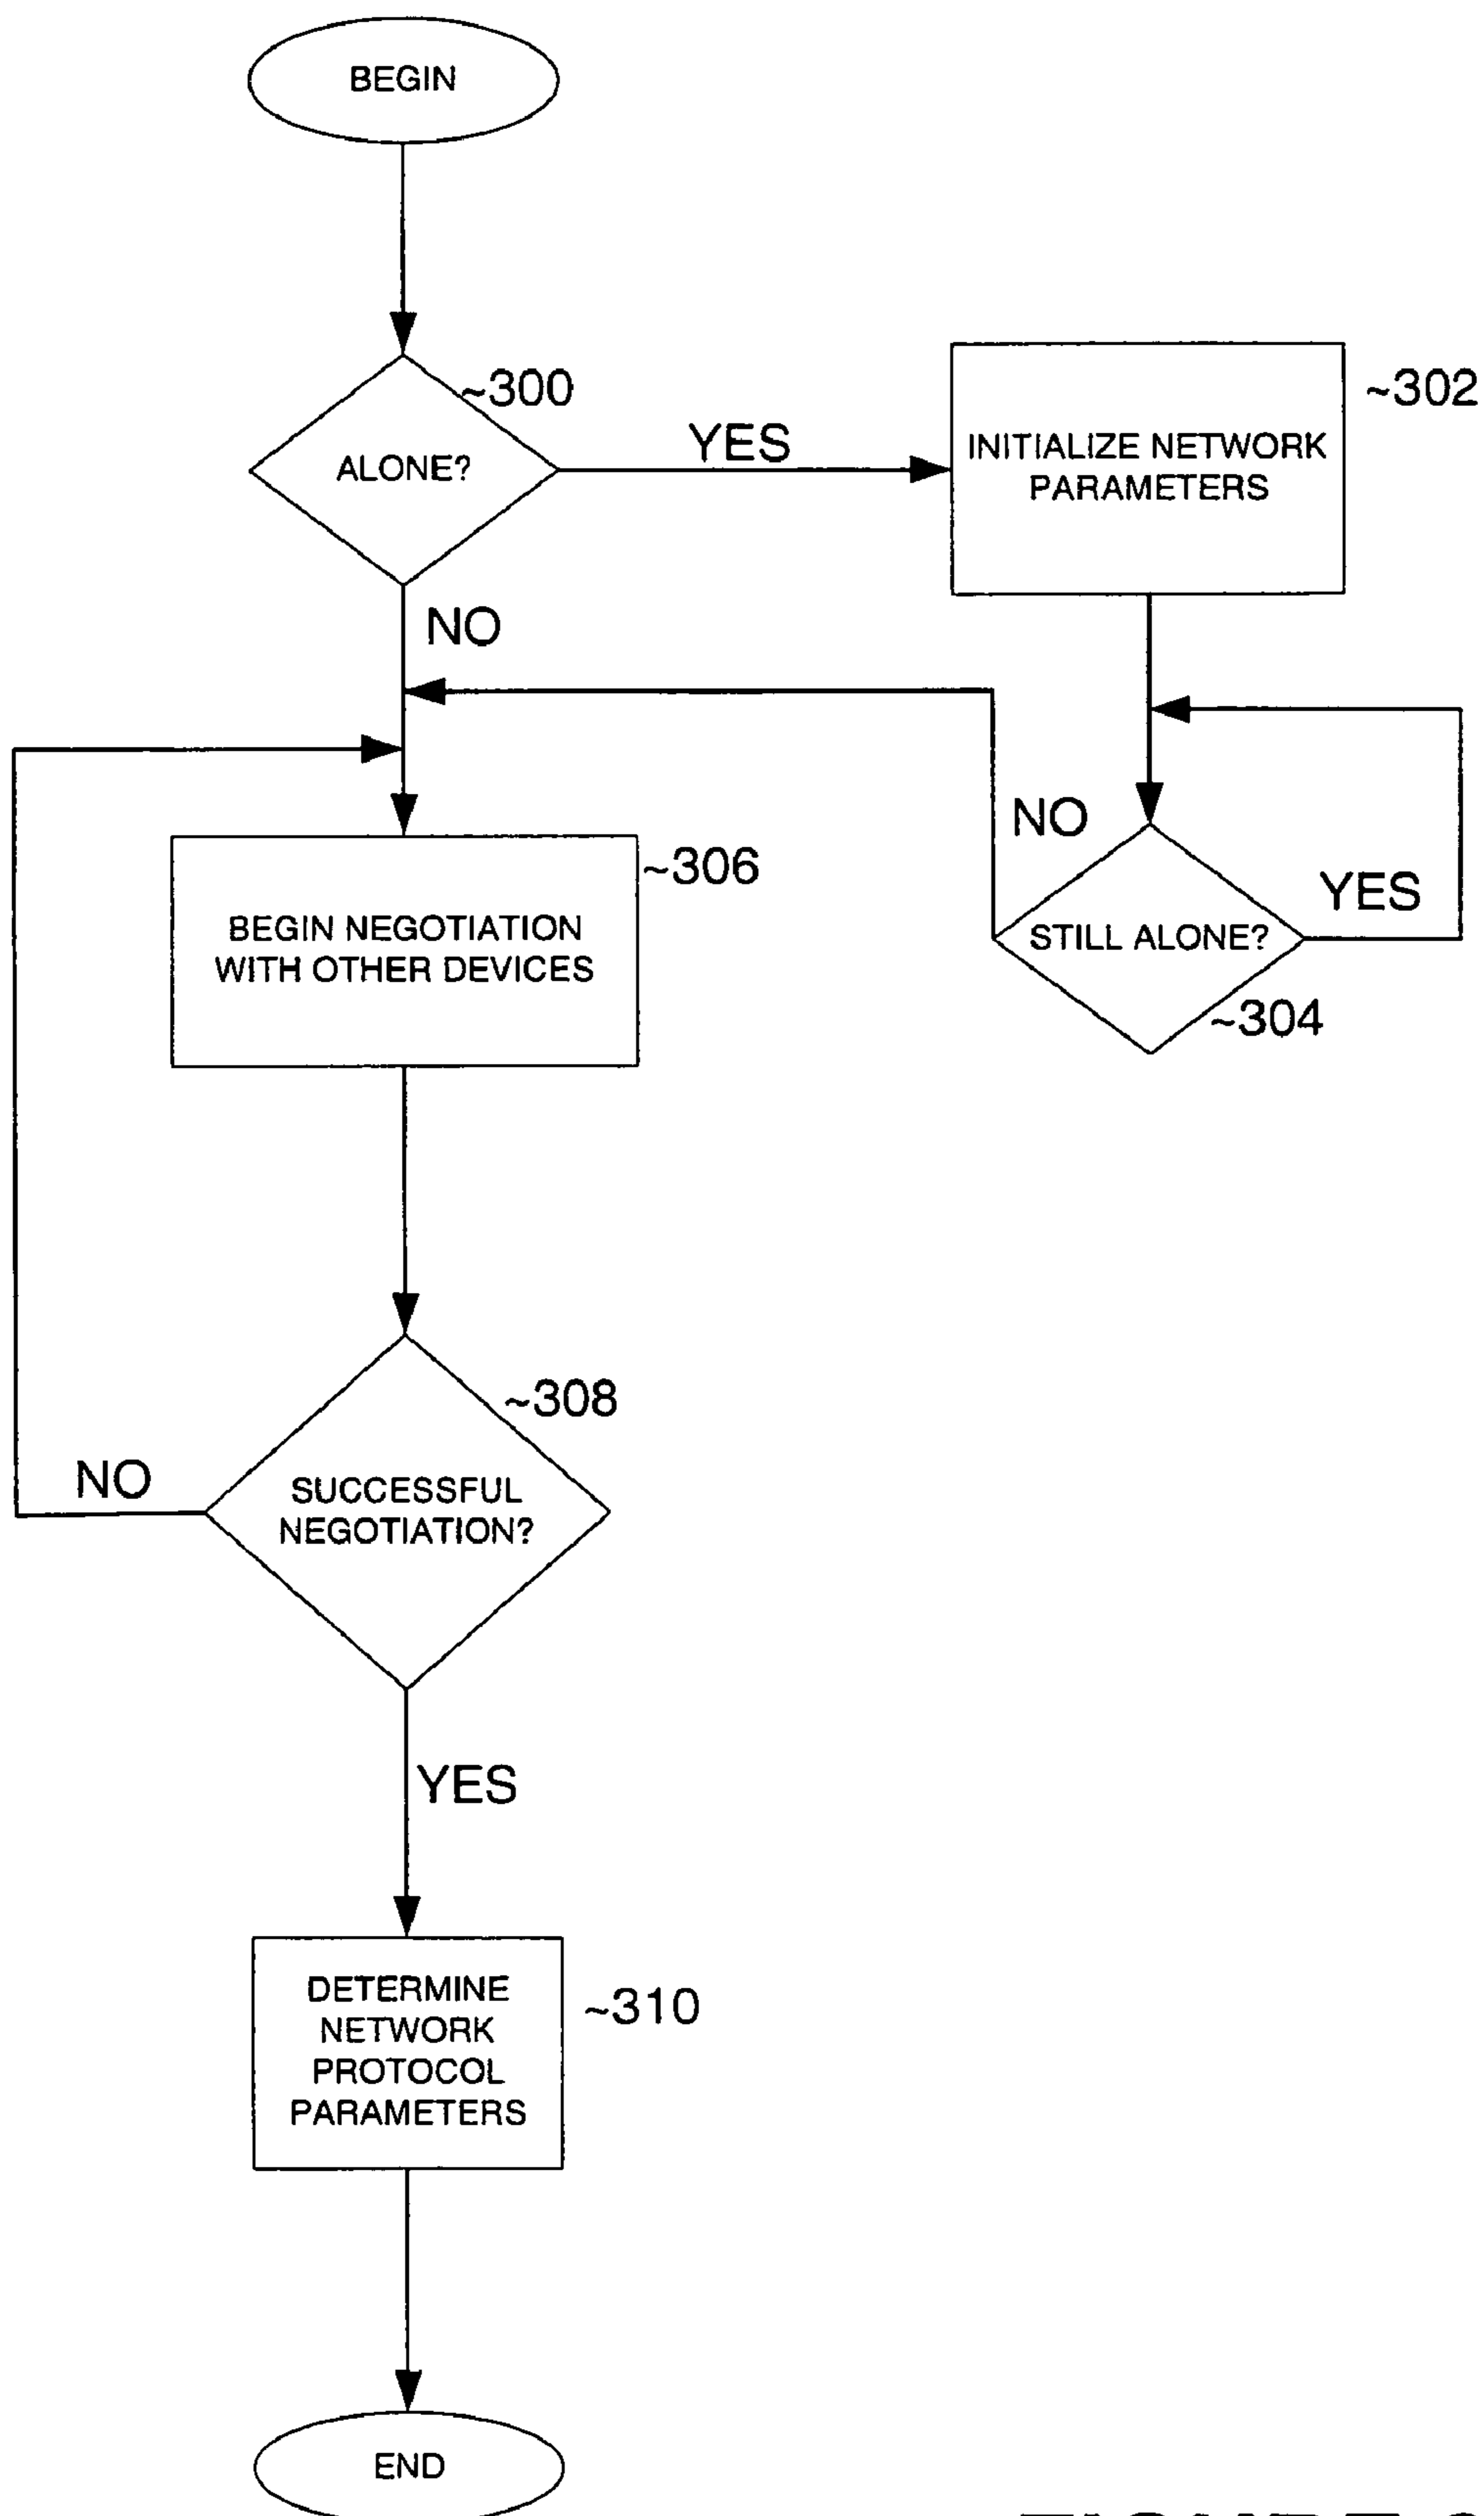 BEGIN
~300
ALONE?
YES
~302
INITIALIZE NETWORK
PARAMETERS
NO
~306
BEGIN NEGOTIATION
WITH OTHER DEVICES
NO
STILL ALONE?
YES
~304
~308
SUCCESSFUL
NEGOTIATION?
NO
YES
DETERMINE
NETWORK
PROTOCOL
PARAMETERS
~310
END